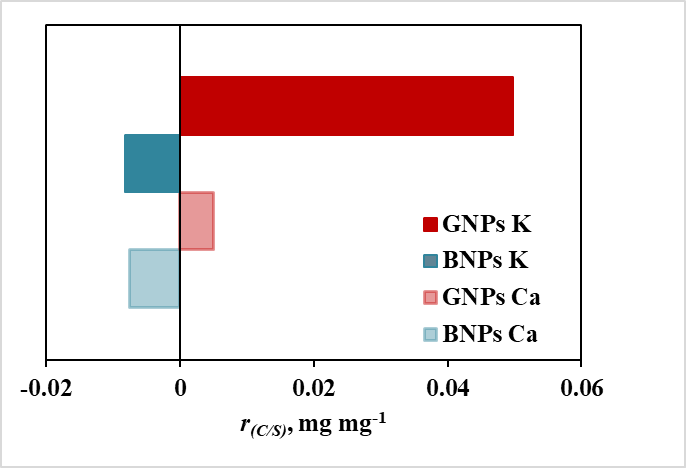 GNPs K
BNPs K
GNPs Ca
BNPs Ca
-0.02 0 0.02 0.04 0.06
r(C/S), mg mg-1